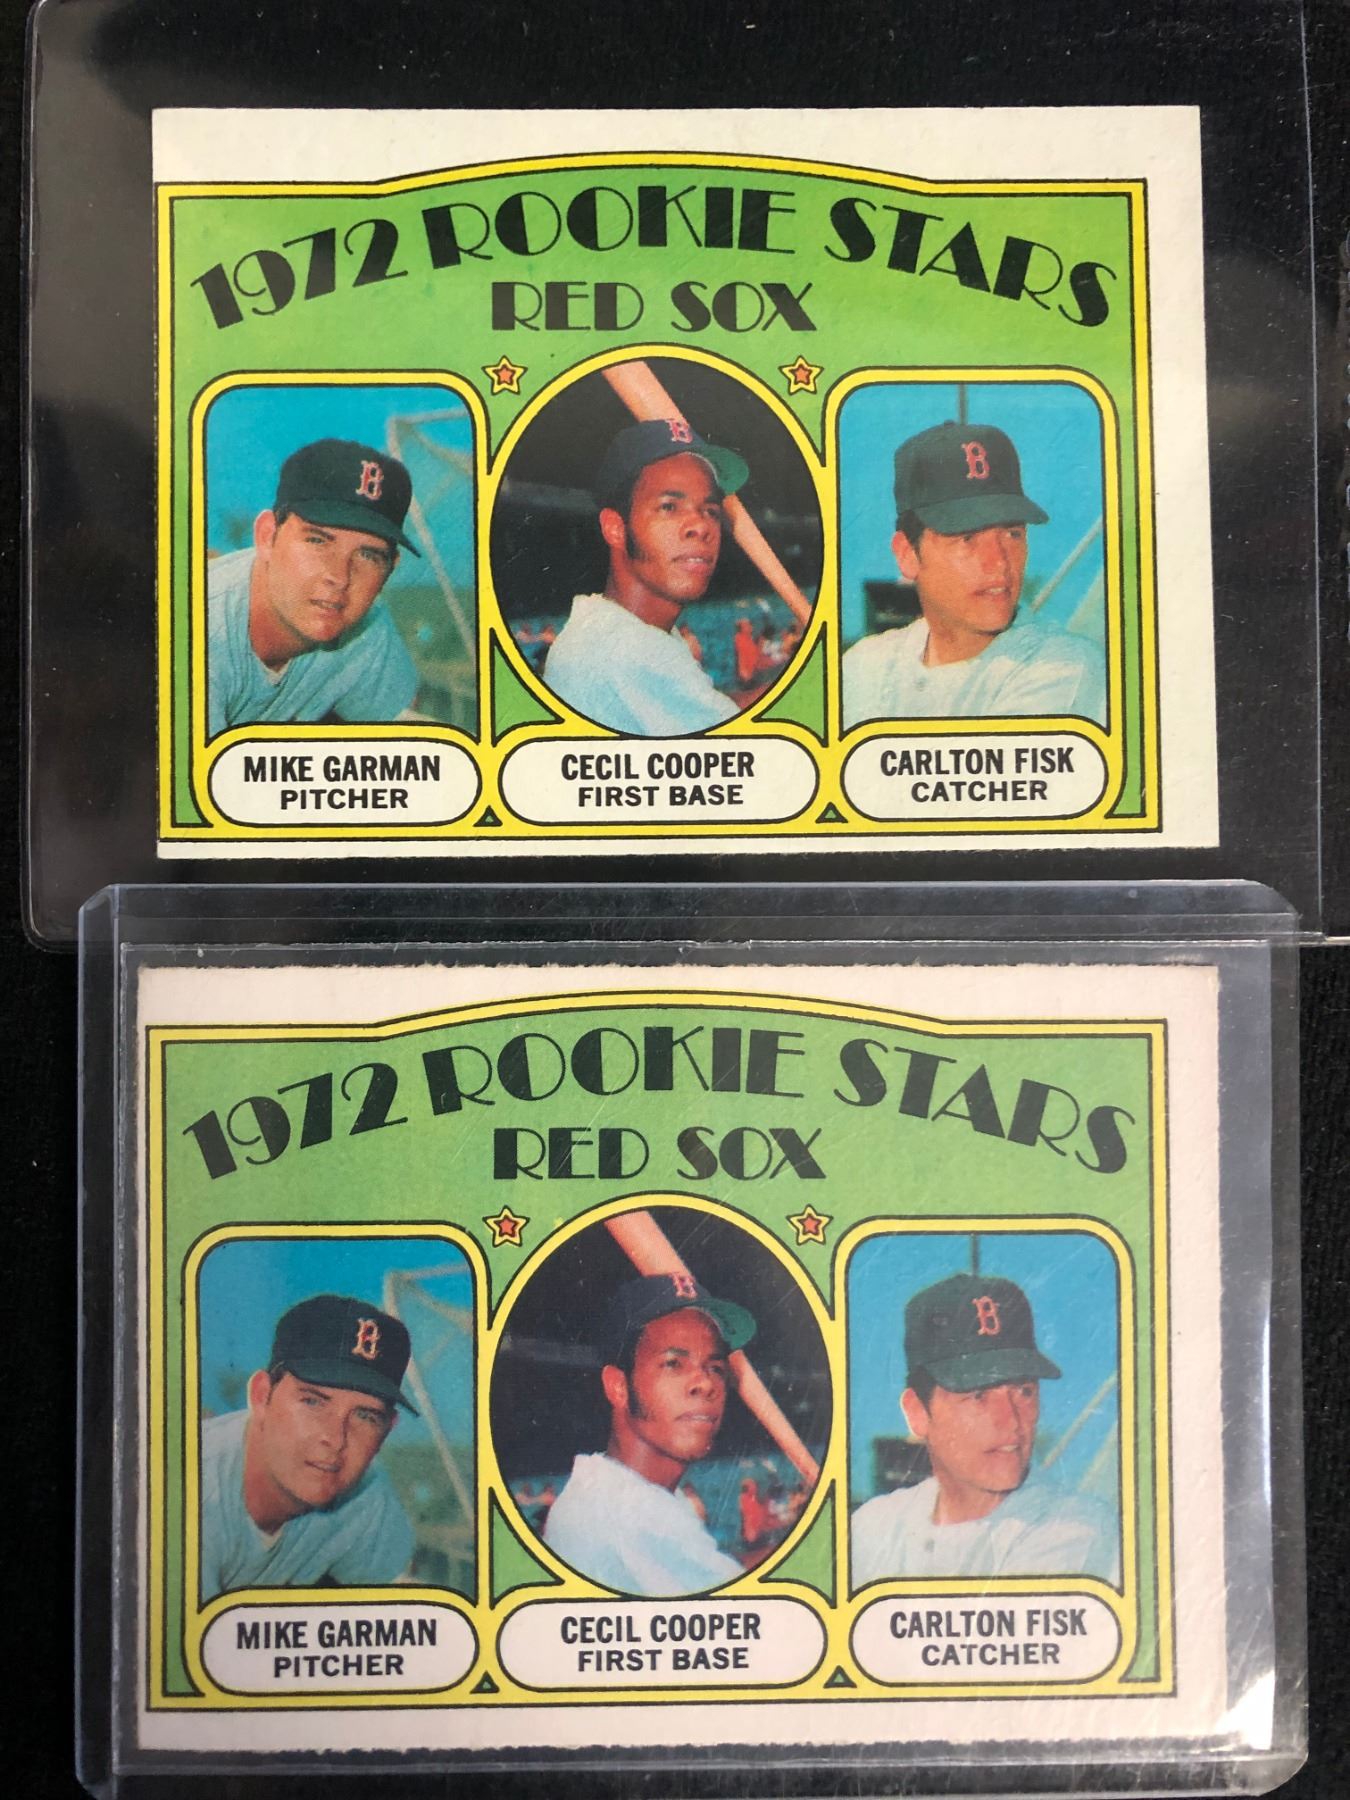 1972 ROOKIE STARS
RED SOX
B
B
B
MIKE GARMAN
PITCHER
CECIL COOPER
FIRST BASE
CARLTON FISK
CATCHER
1972 ROOKIE STARS
RED SOX
B
B
B
MIKE GARMAN
PITCHER
CECIL COOPER
FIRST BASE
CARLTON FISK
CATCHER